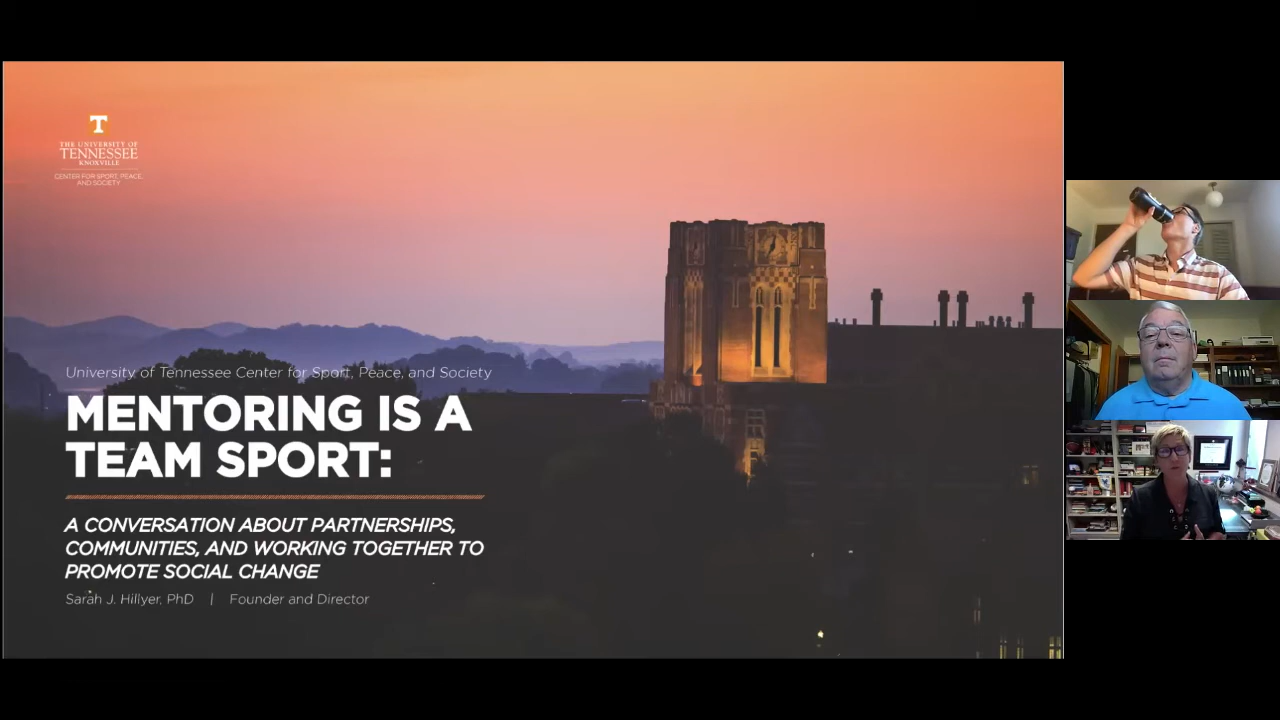 T
THE UNIVERSITY OF
TENNESSEE
KNOXVILLE
CENTER FOR SPORT, PEACE,
AND SOCIETY
University of Tennessee Center for Sport, Peace, and Society
MENTORING IS A
TEAM SPORT:
A CONVERSATION ABOUT PARTNERSHIPS,
COMMUNITIES, AND WORKING TOGETHER TO
PROMOTE SOCIAL CHANGE
Sarah J. Hillyer, PhD | Founder and Director